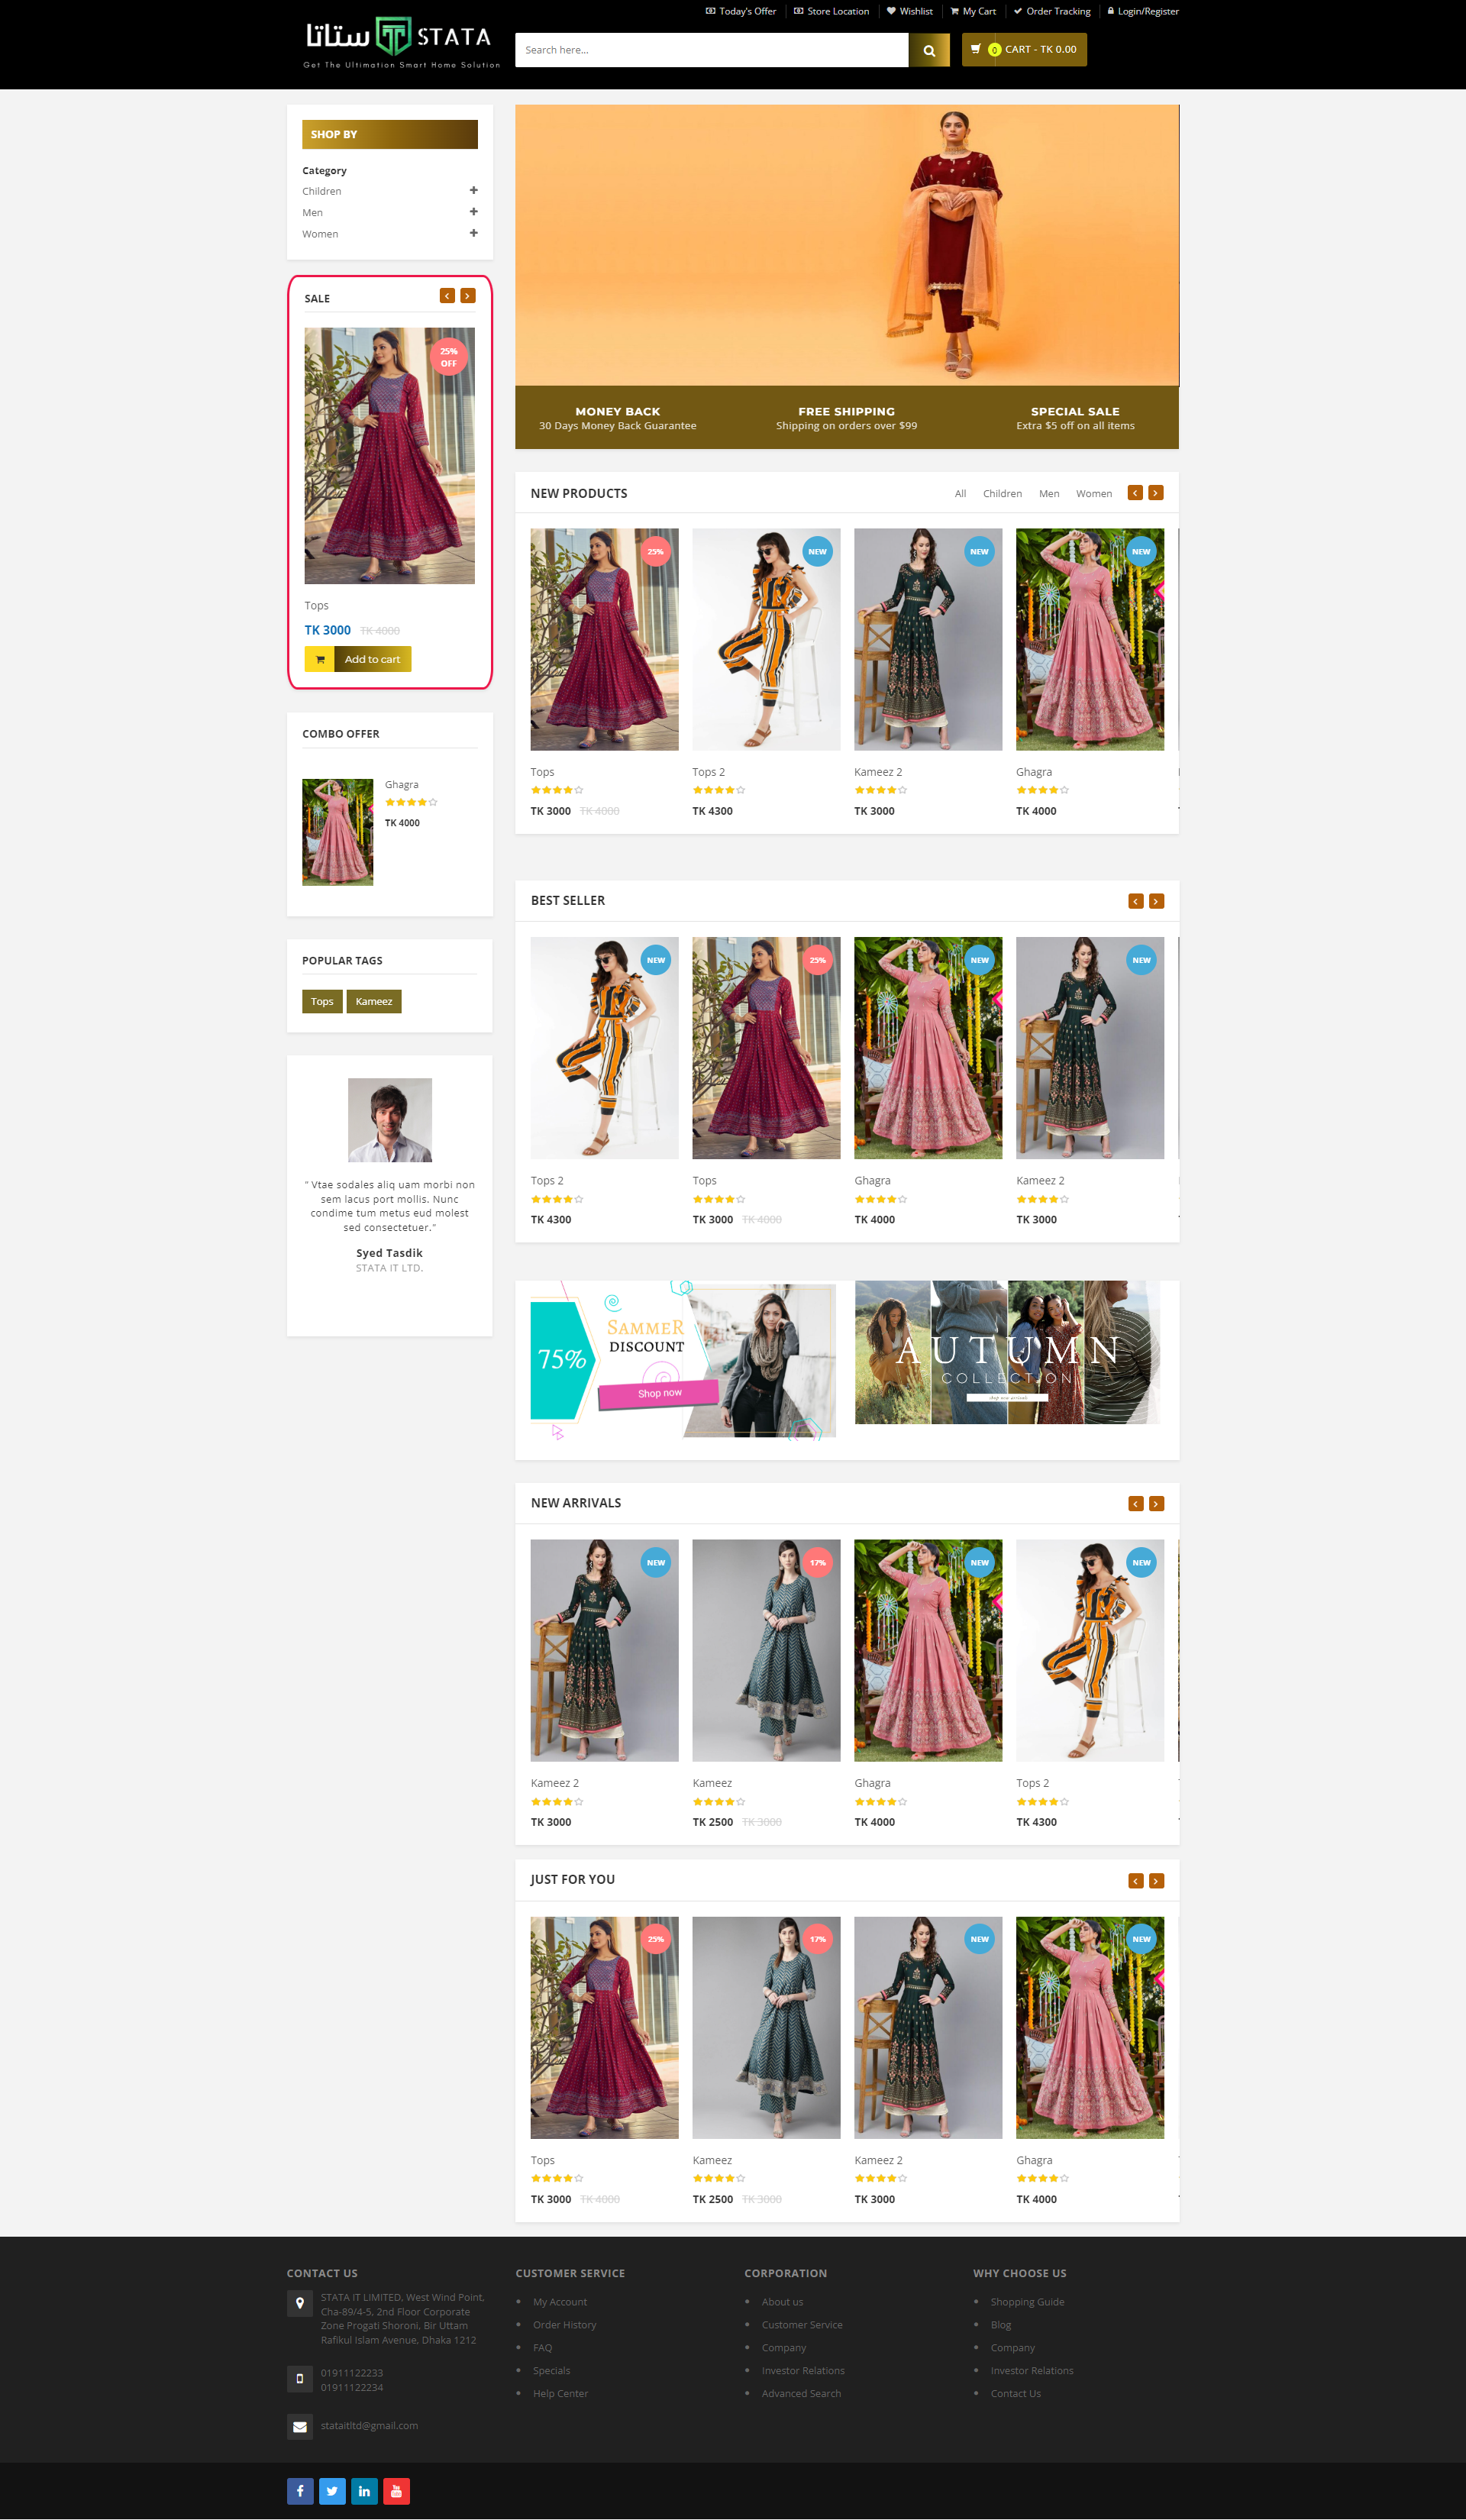 Today's Offer
Store Location
Wishlist
My Cart
Order Tracking
Login/Register
ستاتا STATA
Get The Ultimation Smart Home Solution
Search here...
0 CART - TK 0.00
SHOP BY
Category
Children
Men
Women
SALE
25%
OFF
Tops
TK 3000 TK 4000
Add to cart
COMBO OFFER
Ghagra
TK 4000
POPULAR TAGS
Tops Kameez
" Vtae sodales aliq uam morbi non
sem lacus port mollis. Nunc
condime tum metus eud molest
sed consectetuer."
Syed Tasdik
STATA IT LTD.
MONEY BACK
30 Days Money Back Guarantee
FREE SHIPPING
Shipping on orders over $99
SPECIAL SALE
Extra $5 off on all items
NEW PRODUCTS
All Children Men Women
25% NEW NEW NEW
Tops Tops 2 Kameez 2 Ghagra
TK 3000 TK 4000 TK 4300 TK 3000 TK 4000
BEST SELLER
NEW 25% NEW NEW
Tops 2 Tops Ghagra Kameez 2
TK 4300 TK 3000 TK 4000 TK 4000 TK 3000
75%
SAMMER
DISCOUNT
Shop now
AUTUMN
COLLECTION
NEW ARRIVALS
NEW 17% NEW NEW
Kameez 2 Kameez Ghagra Tops 2
TK 3000 TK 2500 TK 3000 TK 4000 TK 4300
JUST FOR YOU
25% 17% NEW NEW
Tops Kameez Kameez 2 Ghagra
TK 3000 TK 4000 TK 2500 TK 3000 TK 3000 TK 4000
CONTACT US
STATA IT LIMITED, West Wind Point,
Cha-89/4-5, 2nd Floor Corporate
Zone Progati Shoroni, Bir Uttam
Rafikul Islam Avenue, Dhaka 1212
01911122233
01911122234
stataitltd@gmail.com
CUSTOMER SERVICE
My Account
Order History
FAQ
Specials
Help Center
CORPORATION
About us
Customer Service
Company
Investor Relations
Advanced Search
WHY CHOOSE US
Shopping Guide
Blog
Company
Investor Relations
Contact Us